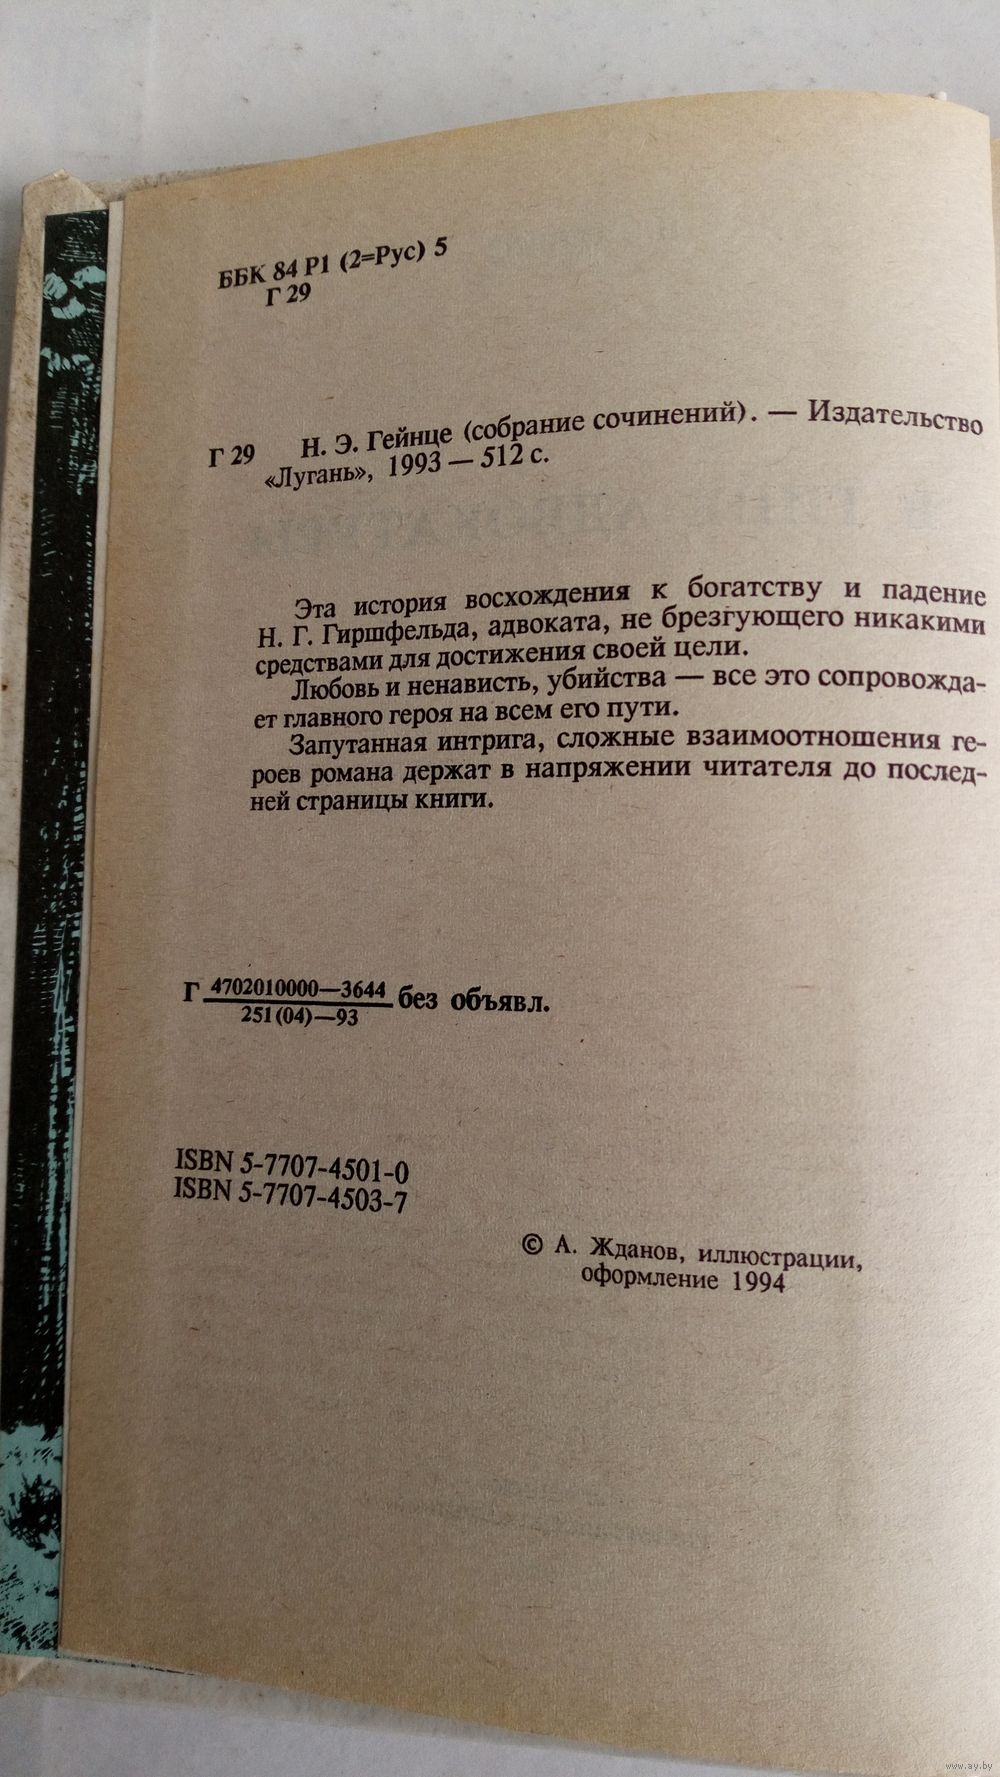 ББК 84 Р1 (2=Рус) 5
Г 29
Г 29 Н. Э. Гейнце (собрание сочинений). — Издательство
«Лугань», 1993 — 512 с.
Эта история восхождения к богатству и падение
Н. Г. Гиршфельда, адвоката, не брезгующего никакими
средствами для достижения своей цели.
Любовь и ненависть, убийства — все это сопровожда-
ет главного героя на всем его пути.
Запутанная интрига, сложные взаимоотношения ге-
роев романа держат в напряжении читателя до послед-
ней страницы книги.
Г 4702010000—3644 без объявл.
251(04)—93
ISBN 5-7707-4501-0
ISBN 5-7707-4503-7
© А. Жданов, иллюстрации,
оформление 1994
www.ay.by